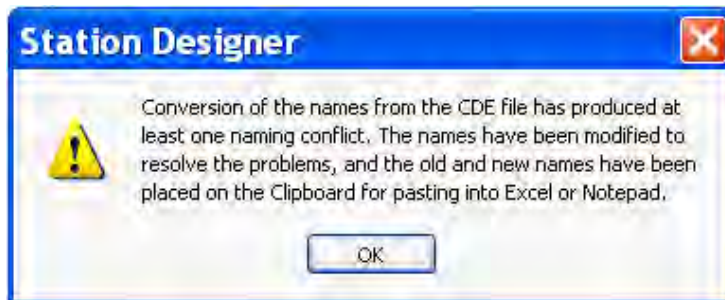 Station Designer
Conversion of the names from the CDE file has produced at
least one naming conflict. The names have been modified to
resolve the problems, and the old and new names have been
placed on the Clipboard for pasting into Excel or Notepad.
OK